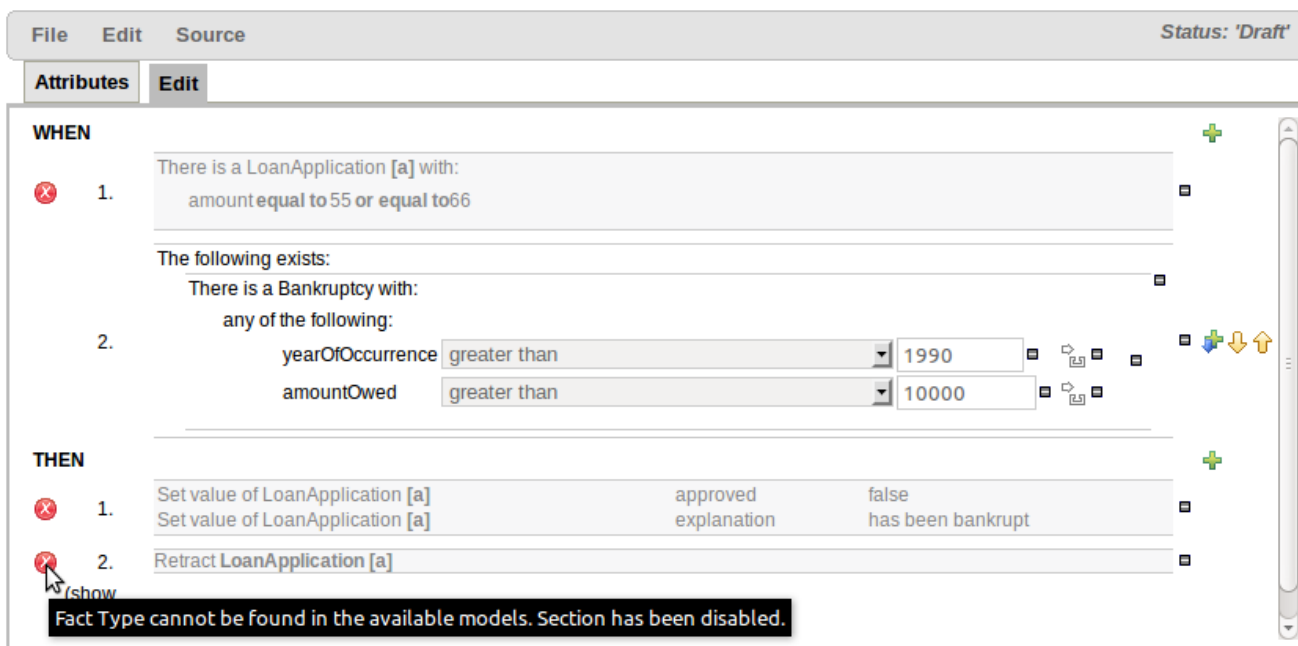 File Edit Source Status: 'Draft'
Attributes Edit
WHEN
There is a LoanApplication [a] with:
1.
amount equal to 55 or equal to66
The following exists:
There is a Bankruptcy with:
any of the following:
2.
yearOfOccurrence greater than 1990
amountOwed greater than 10000
THEN
Set value of LoanApplication [a] approved false
1.
Set value of LoanApplication [a] explanation has been bankrupt
2. Retract LoanApplication [a]
(show
Fact Type cannot be found in the available models. Section has been disabled.